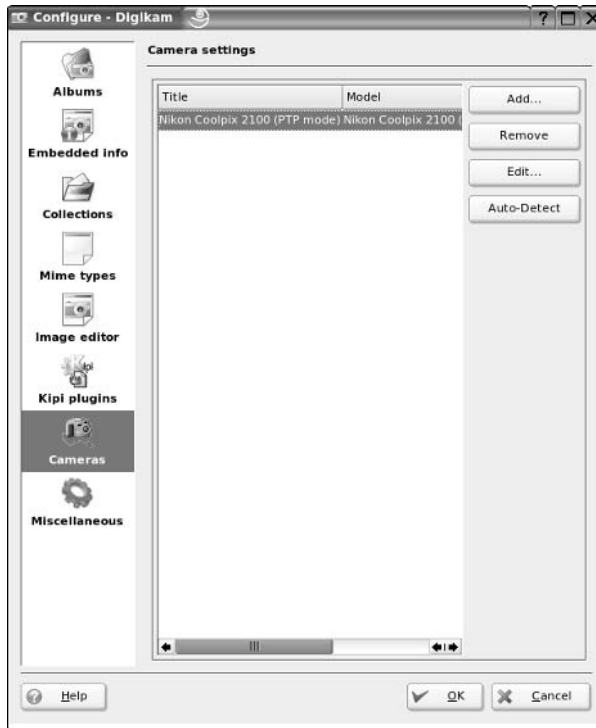 Configure - Digikam
Albums
Embedded info
Collections
Mime types
Image editor
Kipi plugins
Cameras
Miscellaneous
Camera settings
Title Model
Nikon Coolpix 2100 (PTP mode) Nikon Coolpix 2100 (
Add...
Remove
Edit...
Auto-Detect
Help
OK
Cancel